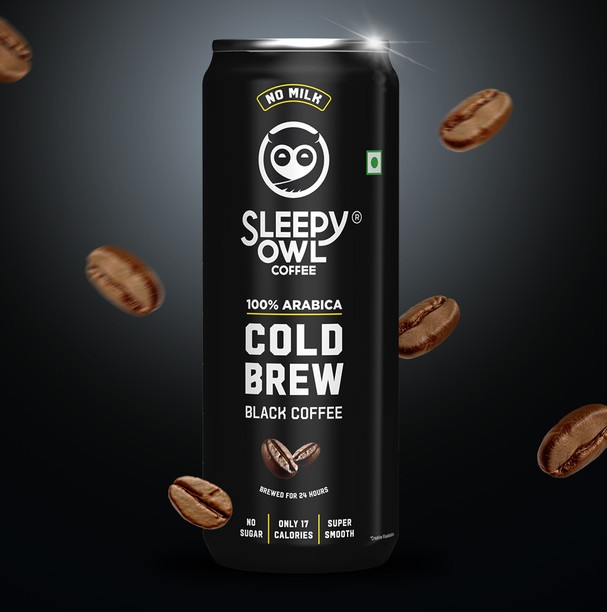 NO MILK
SLEEPY®
OWL
COFFEE
100% ARABICA
COLD
BREW
BLACK COFFEE
BREWED FOR 24 HOURS
NO SUGAR
ONLY 17 CALORIES
SUPER SMOOTH